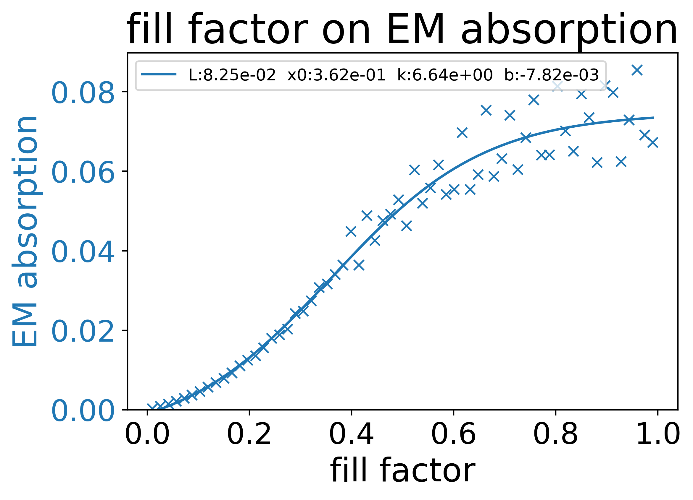 fill factor on EM absorption
L:8.25e-02 x0:3.62e-01 k:6.64e+00 b:-7.82e-03
EM absorption
0.08
0.06
0.04
0.02
0.00
0.0 0.2 0.4 0.6 0.8 1.0
fill factor